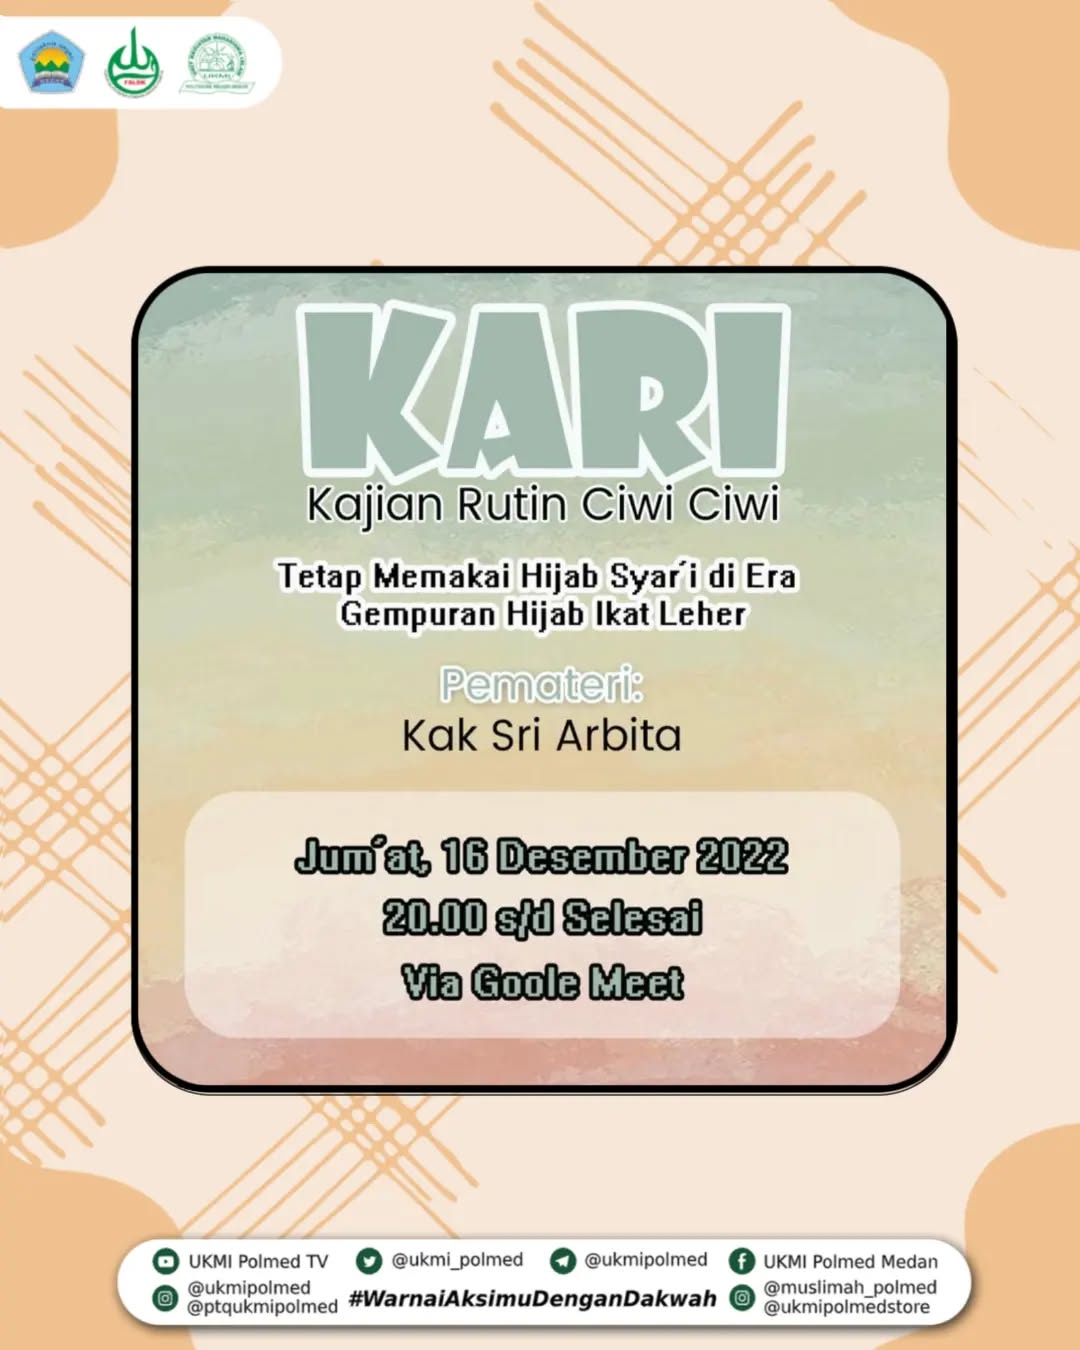 FSLDK
UKMI
KARI
Kajian Rutin Ciwi Ciwi
Tetap Memakai Hijab Syar'i di Era
Gempuran Hijab Ikat Leher
Pemateri:
Kak Sri Arbita
Jum'at, 16 Desember 2022
20.00 s/d Selesai
Via Goole Meet
UKMI Polmed TV
@ukmi_polmed
@ukmipolmed
UKMI Polmed Medan
@ukmipolmed
@ptqukmipolmed
#WarnaiAksimuDenganDakwah
@muslimah_polmed
@ukmipolmedstore